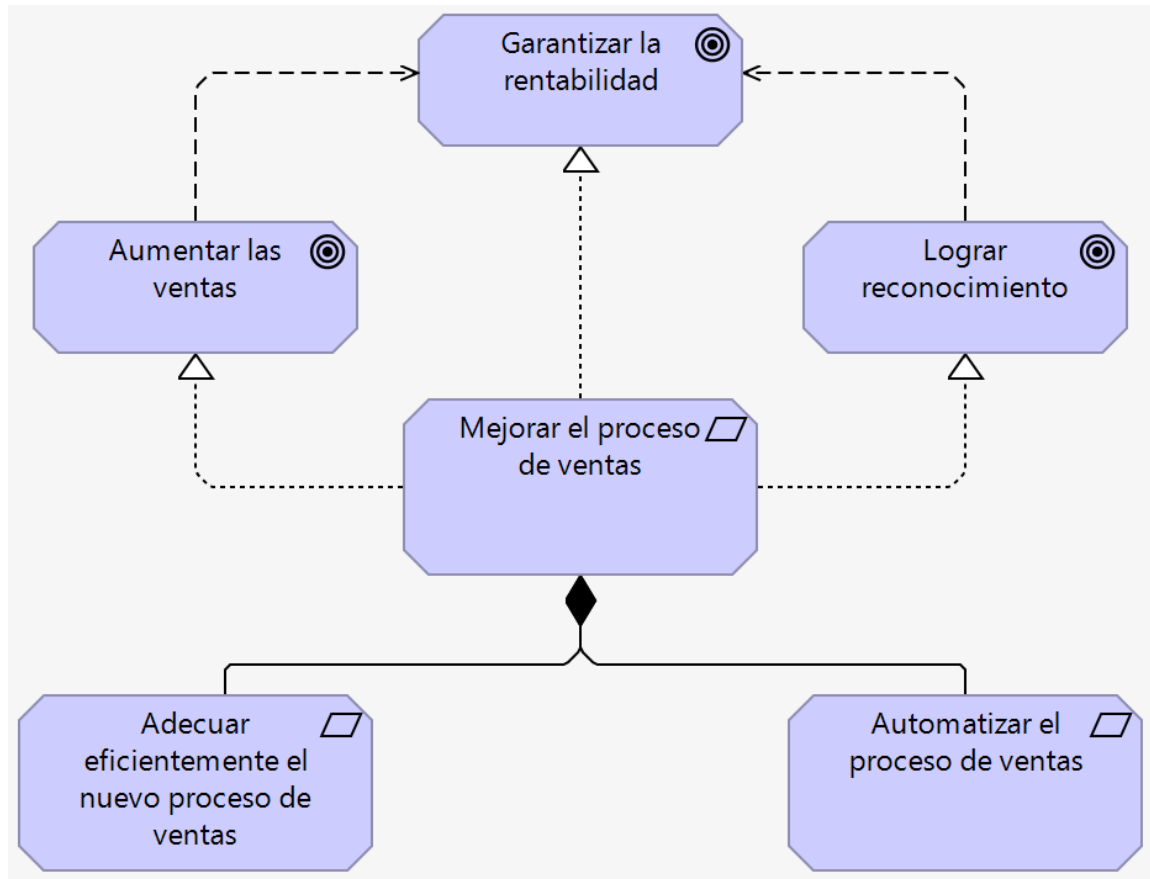 Garantizar la
rentabilidad
Aumentar las
ventas
Lograr
reconocimiento
Mejorar el proceso
de ventas
Adecuar
eficientemente el
nuevo proceso de
ventas
Automatizar el
proceso de ventas